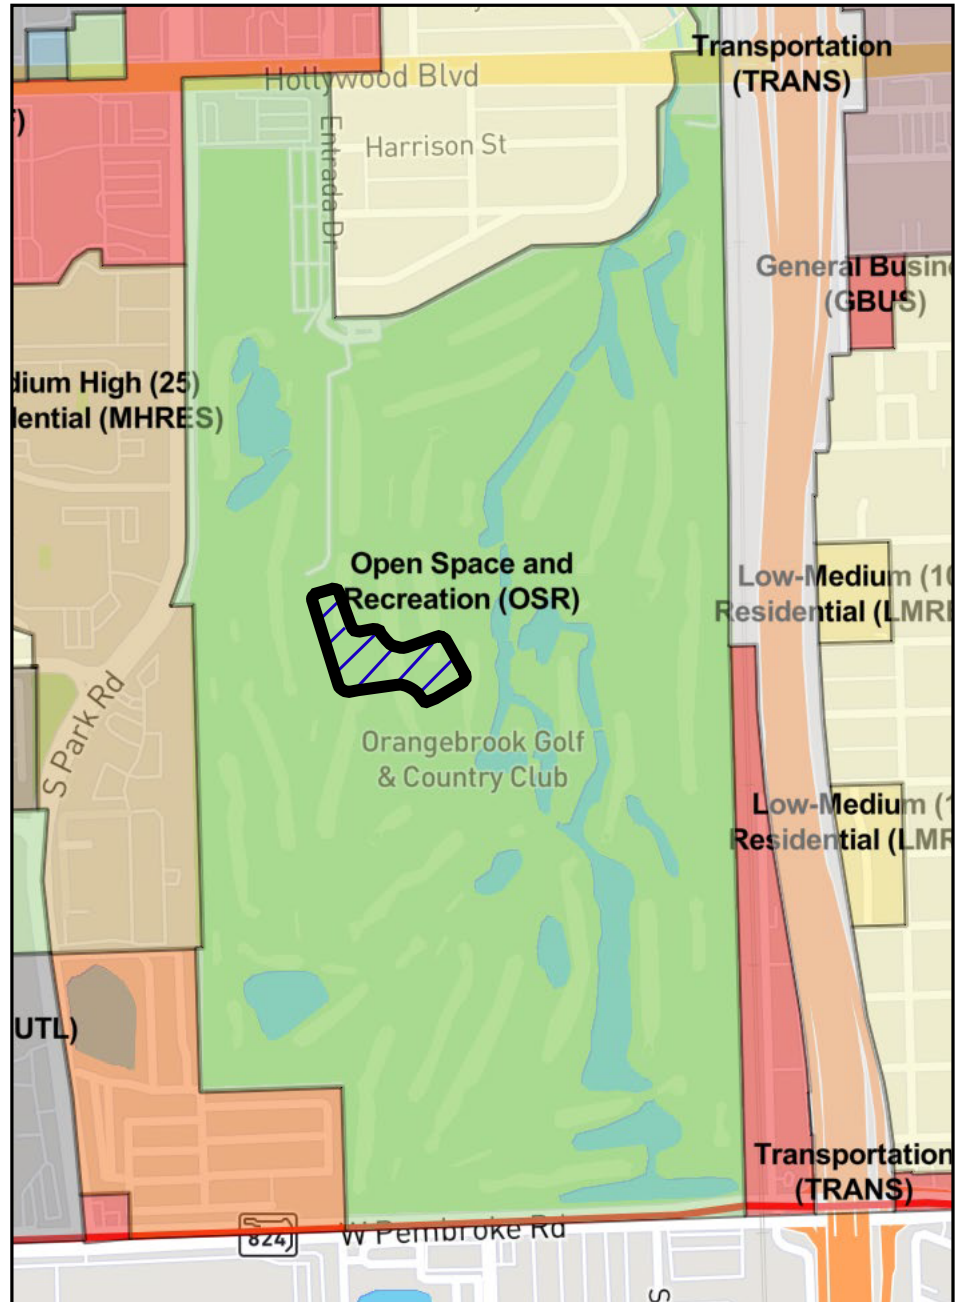 Transportation
(TRANS)
Hollywood Blvd
Harrison St
Entrada Dr
General Busin
(GBUS)
dium High (25)
dential (MHRES)
Open Space and
Recreation (OSR)
Low-Medium (10
Residential (LMRE
S Park Rd
Orangebrook Golf
& Country Club
Low-Medium (1
Residential (LMR
UTL)
Transportation
(TRANS)
824
W Pembroke Rd
S